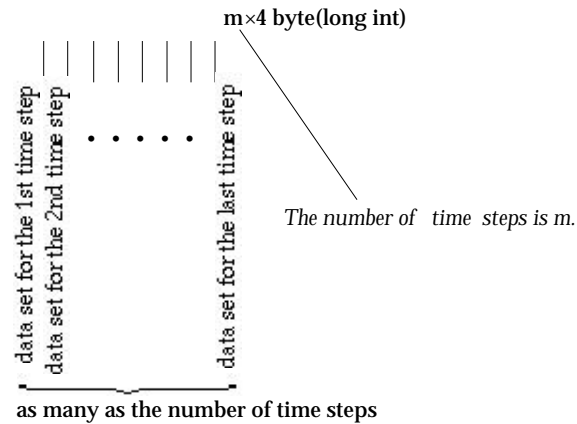 m×4 byte(long int)
data set for the 1st time step
data set for the 2nd time step
data set for the last time step
The number of time steps is m.
as many as the number of time steps